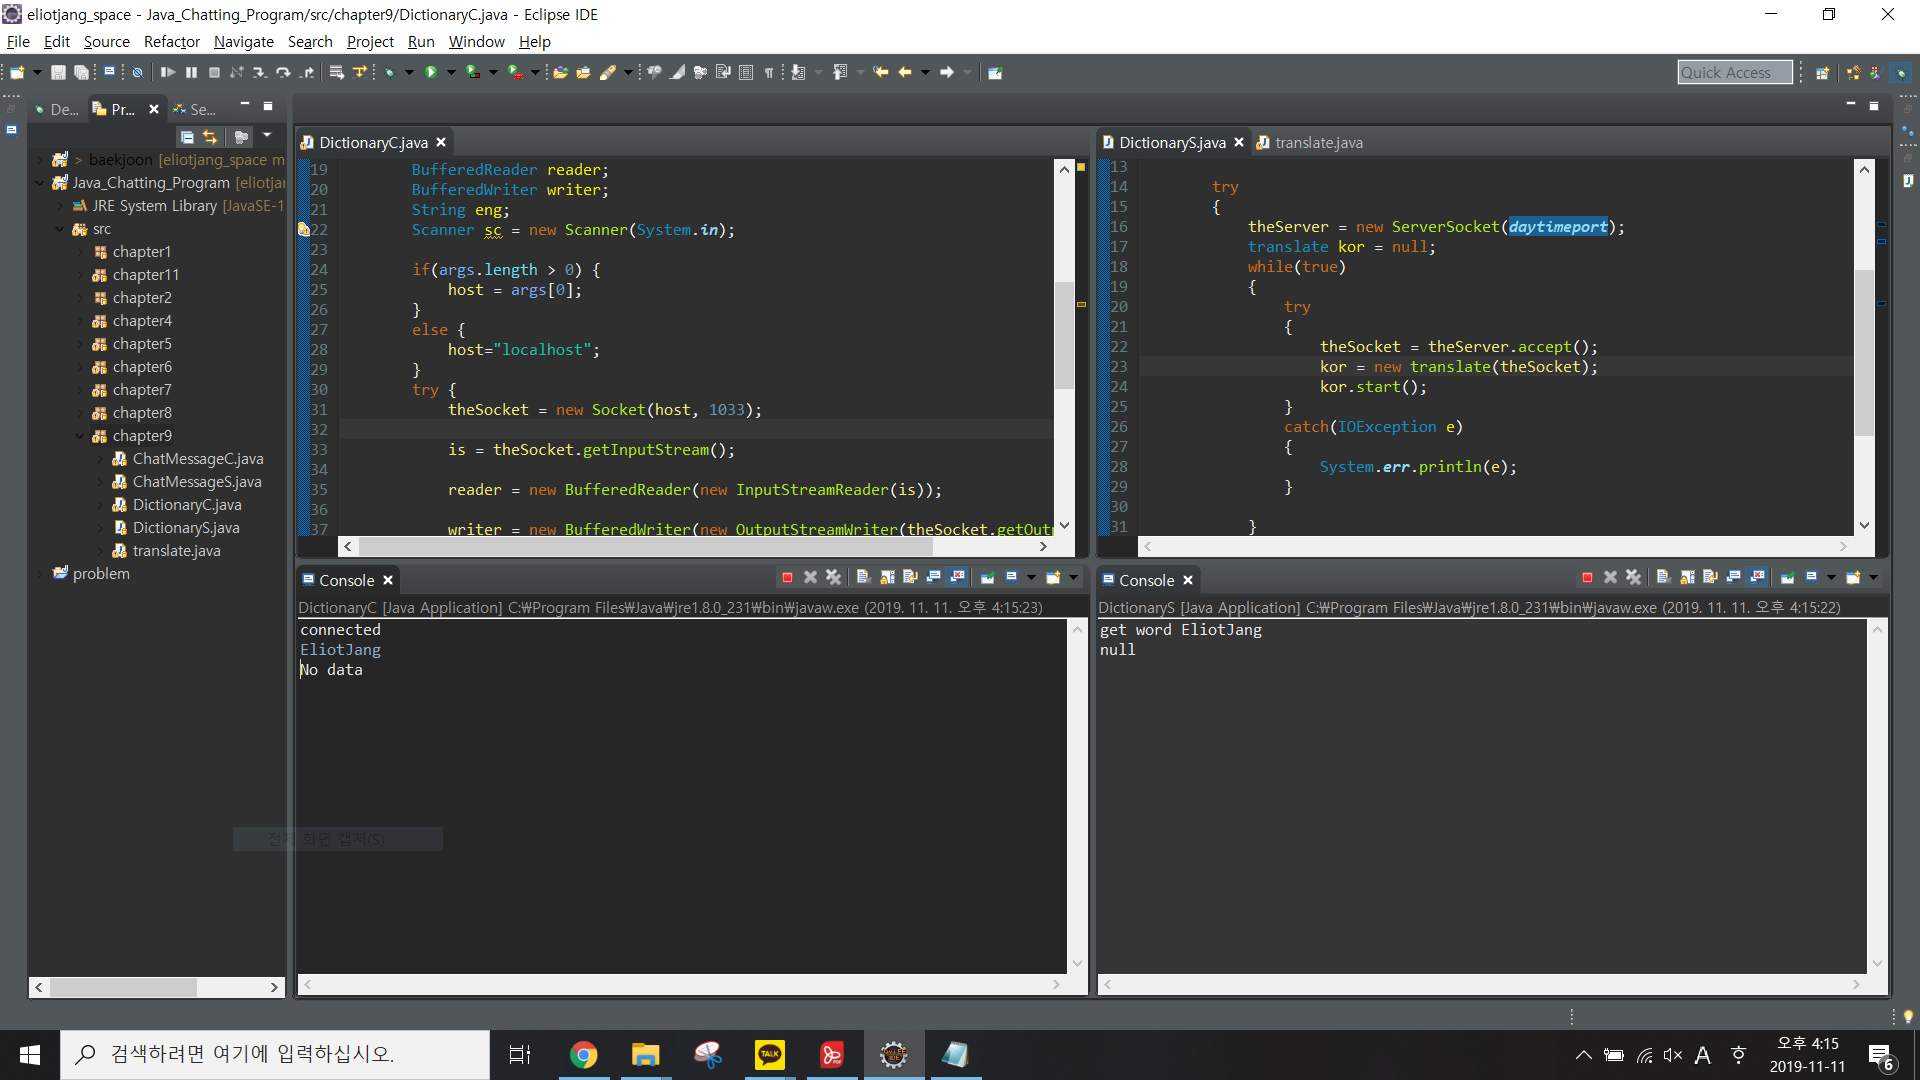 eliotjang_space - Java_Chatting_Program/src/chapter9/DictionaryC.java - Eclipse IDE
File Edit Source Refactor Navigate Search Project Run Window Help
Quick Access
De...
Pr...
Se...
> baekjoon [eliotjang_space m
Java_Chatting_Program [eliotjar
JRE System Library [JavaSE-1
src
chapter1
chapter11
chapter2
chapter4
chapter5
chapter6
chapter7
chapter8
chapter9
ChatMessageC.java
ChatMessageS.java
DictionaryC.java
DictionaryS.java
translate.java
problem
DictionaryC.java
19 BufferedReader reader;
20 BufferedWriter writer;
21 String eng;
22 Scanner sc = new Scanner(System.in);
23
24 if(args.length > 0) {
25 host = args[0];
26 }
27 else {
28 host="localhost";
29 }
30 try {
31 theSocket = new Socket(host, 1033);
32
33 is = theSocket.getInputStream();
34
35 reader = new BufferedReader(new InputStreamReader(is));
36
37 writer = new BufferedWriter(new OutputStreamWriter(theSocket.getOut
DictionaryS.java
translate.java
13
14 try
15 {
16 theServer = new ServerSocket(daytimeport);
17 translate kor = null;
18 while(true)
19 {
20 try
21 {
22 theSocket = theServer.accept();
23 kor = new translate(theSocket);
24 kor.start();
25 }
26 catch(IOException e)
27 {
28 System.err.println(e);
29 }
30
31 }
Console
DictionaryC [Java Application] C:₩Program Files₩Java₩jre1.8.0_231₩bin₩javaw.exe (2019. 11. 11. 오후 4:15:23)
connected
EliotJang
No data
Console
DictionaryS [Java Application] C:₩Program Files₩Java₩jre1.8.0_231₩bin₩javaw.exe (2019. 11. 11. 오후 4:15:22)
get word EliotJang
null
전체 화면 캡처(S)
검색하려면 여기에 입력하십시오.
TALK
PDF
IDE
A
오후 4:15
2019-11-11
6